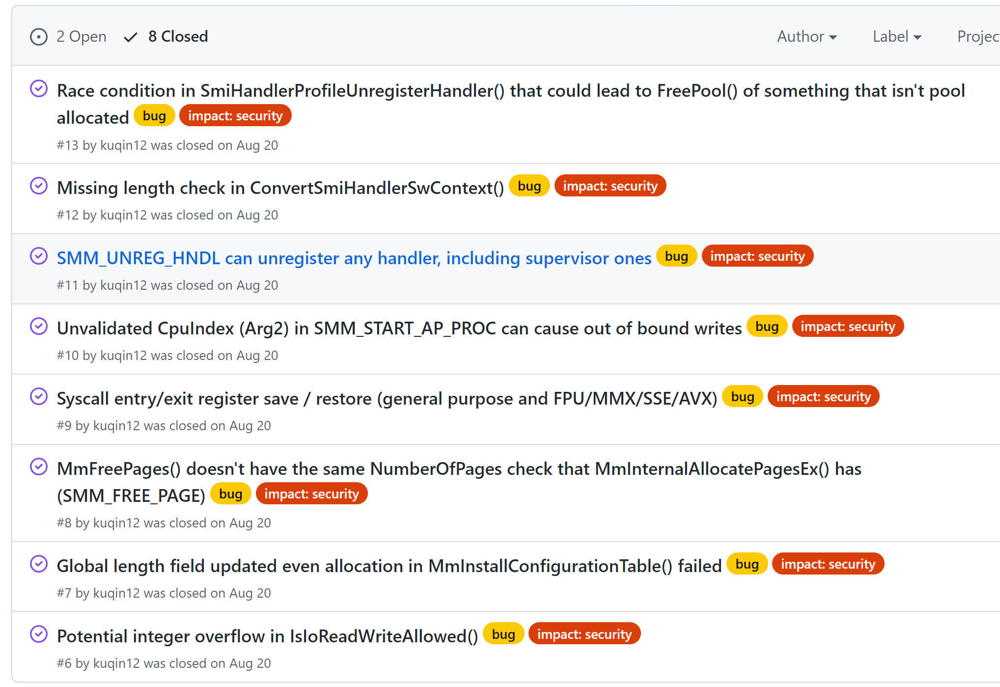 2 Open 8 Closed Author Label
Race condition in SmiHandlerProfileUnregisterHandler() that could lead to FreePool() of something that isn't pool
allocated bug impact: security
#13 by kuqin12 was closed on Aug 20
Missing length check in ConvertSmiHandlerSwContext() bug impact: security
#12 by kuqin12 was closed on Aug 20
SMM_UNREG_HNDL can unregister any handler, including supervisor ones bug impact: security
#11 by kuqin12 was closed on Aug 20
Unvalidated CpuIndex (Arg2) in SMM_START_AP_PROC can cause out of bound writes bug impact: security
#10 by kuqin12 was closed on Aug 20
Syscall entry/exit register save / restore (general purpose and FPU/MMX/SSE/AVX) bug impact: security
#9 by kuqin12 was closed on Aug 20
MmFreePages() doesn't have the same NumberOfPages check that MmInternalAllocatePagesEx() has
(SMM_FREE_PAGE) bug impact: security
#8 by kuqin12 was closed on Aug 20
Global length field updated even allocation in MmInstallConfigurationTable() failed bug impact: security
#7 by kuqin12 was closed on Aug 20
Potential integer overflow in IsIoReadWriteAllowed() bug impact: security
#6 by kuqin12 was closed on Aug 20